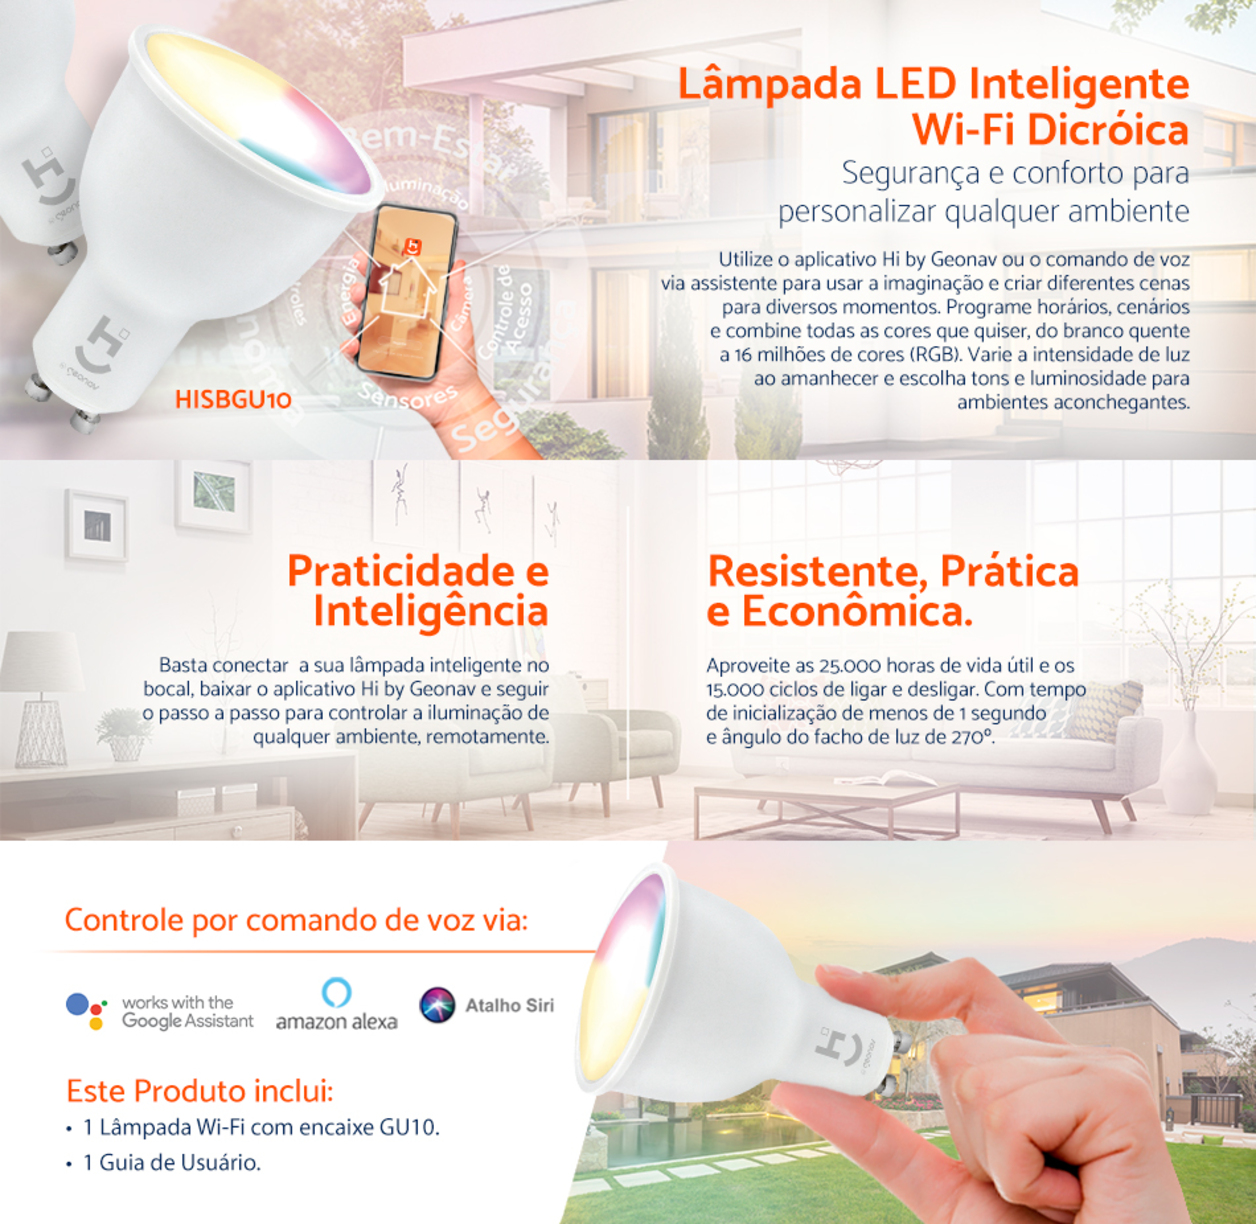 Lâmpada LED Inteligente
Wi-Fi Dicróica
Segurança e conforto para
personalizar qualquer ambiente
Utilize o aplicativo Hi by Geonav ou o comando de voz
via assistente para usar a imaginação e criar diferentes cenas
para diversos momentos. Programe horários, cenários
e combine todas as cores que quiser, do branco quente
a 16 milhões de cores (RGB). Varie a intensidade de luz
ao amanhecer e escolha tons e luminosidade para
ambientes aconchegantes.
Iluminação
Energia
Câmera
Controle de
Acesso
Sensores
geonav
HISBGU10
Praticidade e
Inteligência
Basta conectar a sua lâmpada inteligente no
bocal, baixar o aplicativo Hi by Geonav e seguir
o passo a passo para controlar a iluminação de
qualquer ambiente, remotamente.
Resistente, Prática
e Econômica.
Aproveite as 25.000 horas de vida útil e os
15.000 ciclos de ligar e desligar. Com tempo
de inicialização de menos de 1 segundo
e ângulo do facho de luz de 270º.
Controle por comando de voz via:
works with the
Google Assistant
amazon alexa
Atalho Siri
geonav
Este Produto inclui:
• 1 Lâmpada Wi-Fi com encaixe GU10.
• 1 Guia de Usuário.